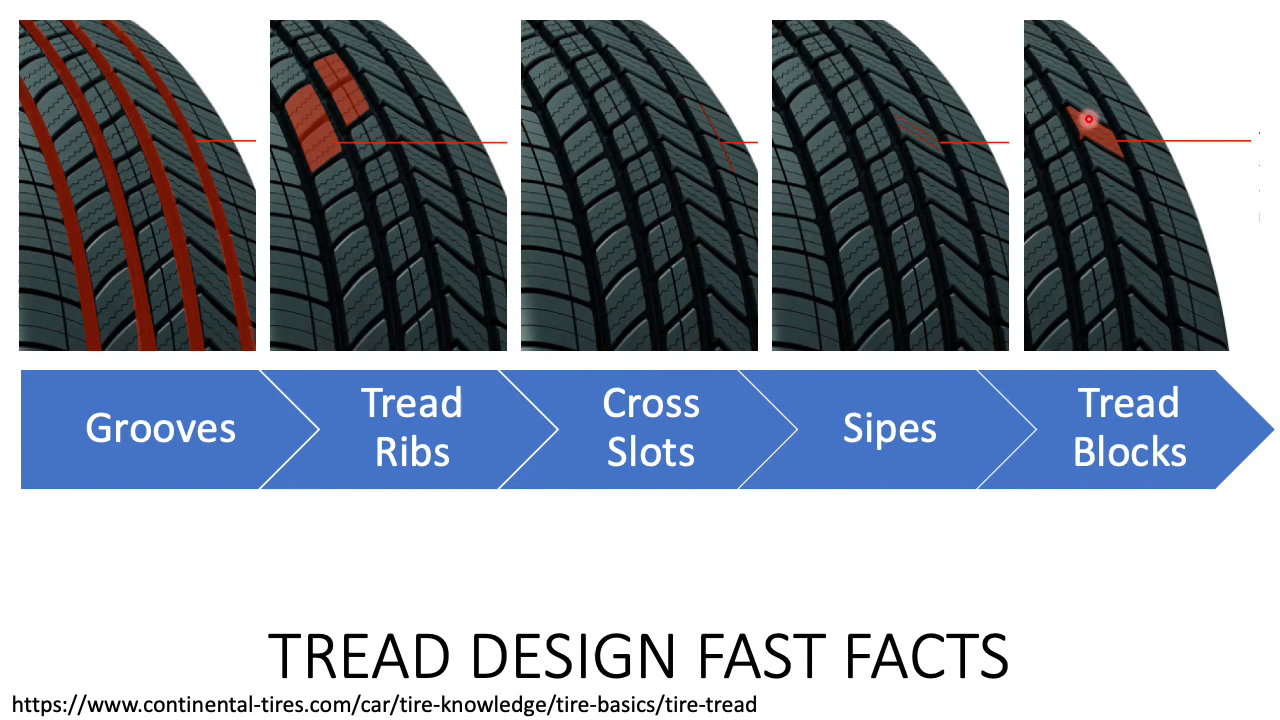 Grooves
Tread
Ribs
Cross
Slots
Sipes
Tread
Blocks
TREAD DESIGN FAST FACTS
https://www.continental-tires.com/car/tire-knowledge/tire-basics/tire-tread